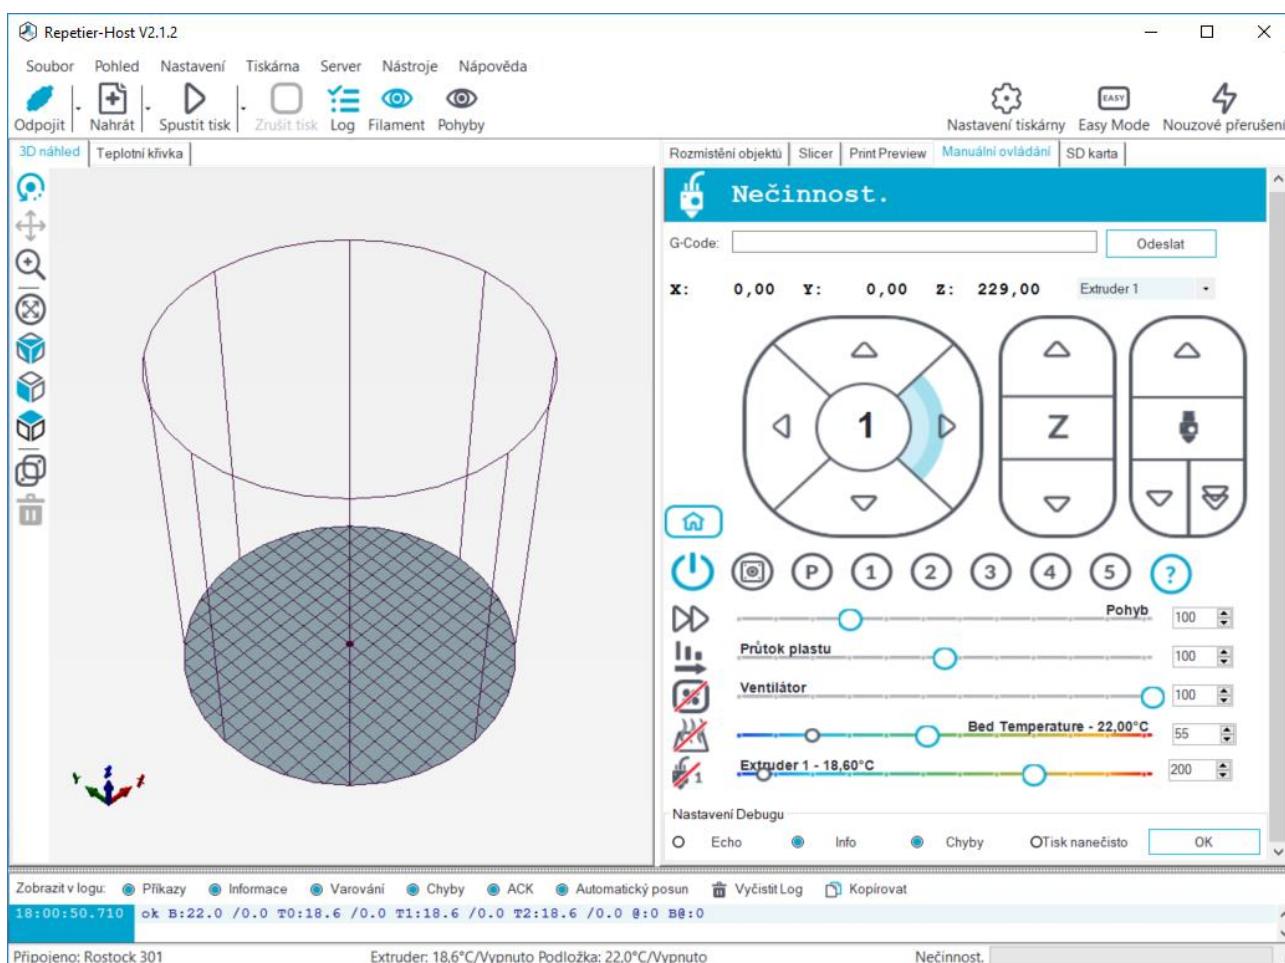 Repetier-Host V2.1.2
Soubor Pohled Nastavení Tiskárna Server Nástroje Nápověda
EASY
Odpojit Nahrát Spustit tisk Zrušit tisk Log Filament Pohyby Nastavení tiskárny Easy Mode Nouzové přerušení
3D náhled Teplotní křivka Rozmístění objektů Slicer Print Preview Manuální ovládání SD karta
Nečinnost.
G-Code: Odeslat
X: 0,00 Y: 0,00 Z: 229,00 Extruder 1
1 Z
P 1 2 3 4 5 ?
Pohyb 100
Průtok plastu 100
Ventilátor 100
Bed Temperature - 22,00°C 55
1 Extruder 1 - 18,60°C 200
Y Z X
Nastavení Debugu
Echo Info Chyby Tisk nanečisto OK
Zobrazit v logu: Příkazy Informace Varování Chyby ACK Automatický posun Vyčistit Log Kopírovat
18:00:50.710 ok B:22.0 /0.0 T0:18.6 /0.0 T1:18.6 /0.0 T2:18.6 /0.0 @:0 B@:0
Připojeno: Rostock 301 Extruder: 18,6°C/Vypnuto Podložka: 22,0°C/Vypnuto Nečinnost.